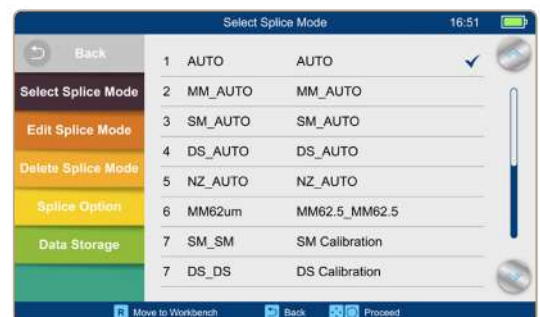 Select Splice Mode 16:51
Back
Select Splice Mode
Edit Splice Mode
Delete Splice Mode
Splice Option
Data Storage
1 AUTO AUTO
2 MM_AUTO MM_AUTO
3 SM_AUTO SM_AUTO
4 DS_AUTO DS_AUTO
5 NZ_AUTO NZ_AUTO
6 MM62um MM62.5_MM62.5
7 SM_SM SM Calibration
7 DS_DS DS Calibration
R Move to Workbench Back Proceed